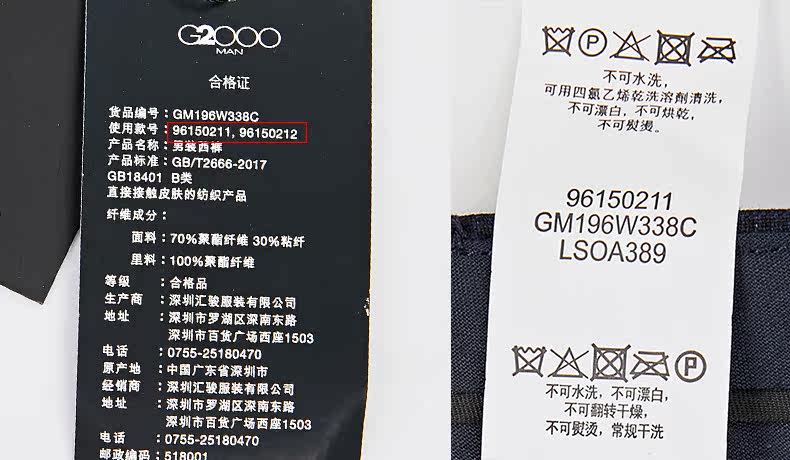 G2000
MAN
合格证
货品编号：GM196W338C
使用款号：96150211, 96150212
产品名称：男装西裤
产品标准：GB/T2666-2017
GB18401 B类
直接接触皮肤的纺织产品
纤维成分：
面料：70%聚酯纤维 30%粘纤
里料：100%聚酯纤维
等级：合格品
生产商：深圳汇骏服装有限公司
地址：深圳市罗湖区深南东路
深圳市百货广场西座1503
电话：0755-25180470
原产地：中国广东省深圳市
经销商：深圳汇骏服装有限公司
地址：深圳市罗湖区深南东路
深圳市百货广场西座1503
电话：0755-25180470
邮政编码：518001
P
不可水洗，
可用四氯乙烯乾洗溶劑清洗，
不可漂白，不可烘乾，
不可熨燙。
96150211
GM196W338C
LSOA389
P
不可水洗，不可漂白，
不可翻转干燥，
不可熨烫，常规干洗